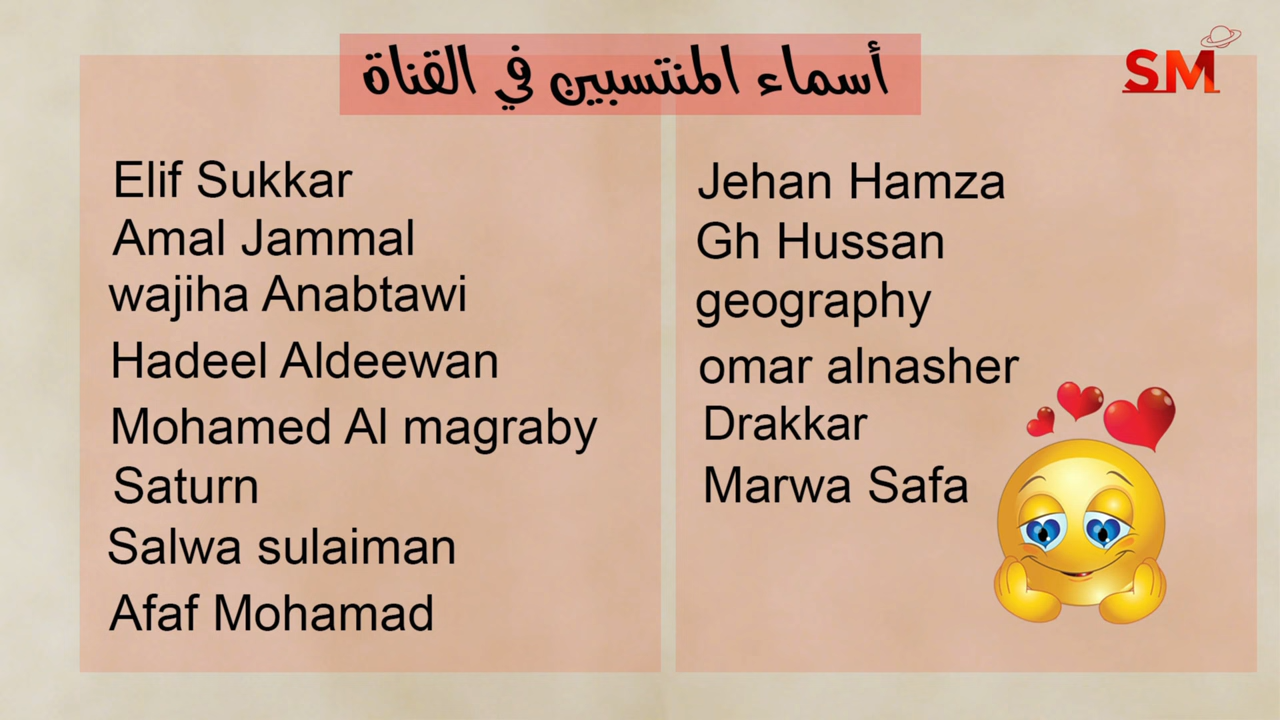 أسماء المنتسبين في القناة
SM
Elif Sukkar
Amal Jammal
wajiha Anabtawi
Hadeel Aldeewan
Mohamed Al magraby
Saturn
Salwa sulaiman
Afaf Mohamad
Jehan Hamza
Gh Hussan
geography
omar alnasher
Drakkar
Marwa Safa